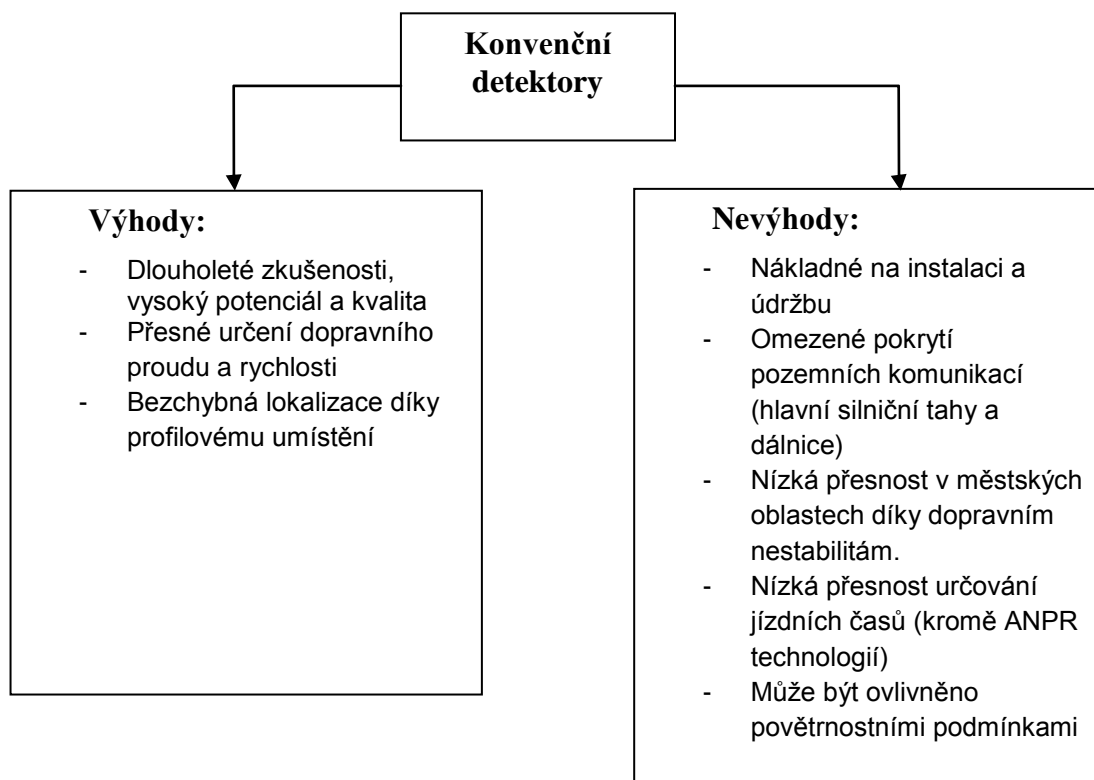 Konvenční
detektory
Výhody:
- Dlouholeté zkušenosti,
vysoký potenciál a kvalita
- Přesné určení dopravního
proudu a rychlosti
- Bezchybná lokalizace díky
profilovému umístění
Nevýhody:
- Nákladné na instalaci a
údržbu
- Omezené pokrytí
pozemních komunikací
(hlavní silniční tahy a
dálnice)
- Nízká přesnost v městských
oblastech díky dopravním
nestabilitám.
- Nízká přesnost určování
jízdních časů (kromě ANPR
technologií)
- Může být ovlivněno
povětrnostními podmínkami